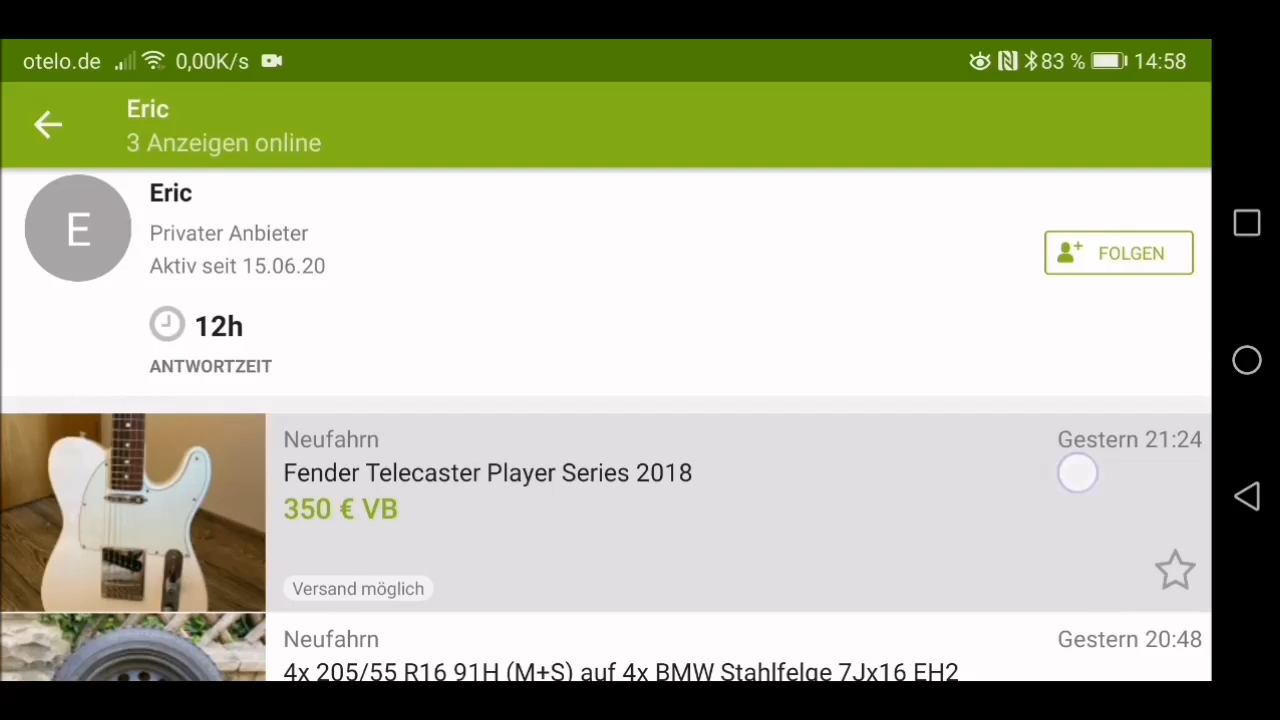 otelo.de 0,00K/s 83 % 14:58
Eric
3 Anzeigen online
E
Eric
Privater Anbieter
Aktiv seit 15.06.20
FOLGEN
12h
ANTWORTZEIT
Neufahrn Gestern 21:24
Fender Telecaster Player Series 2018
350 € VB
Versand möglich
Neufahrn Gestern 20:48
4x 205/55 R16 91H (M+S) auf 4x BMW Stahlfelge 7Jx16 EH2